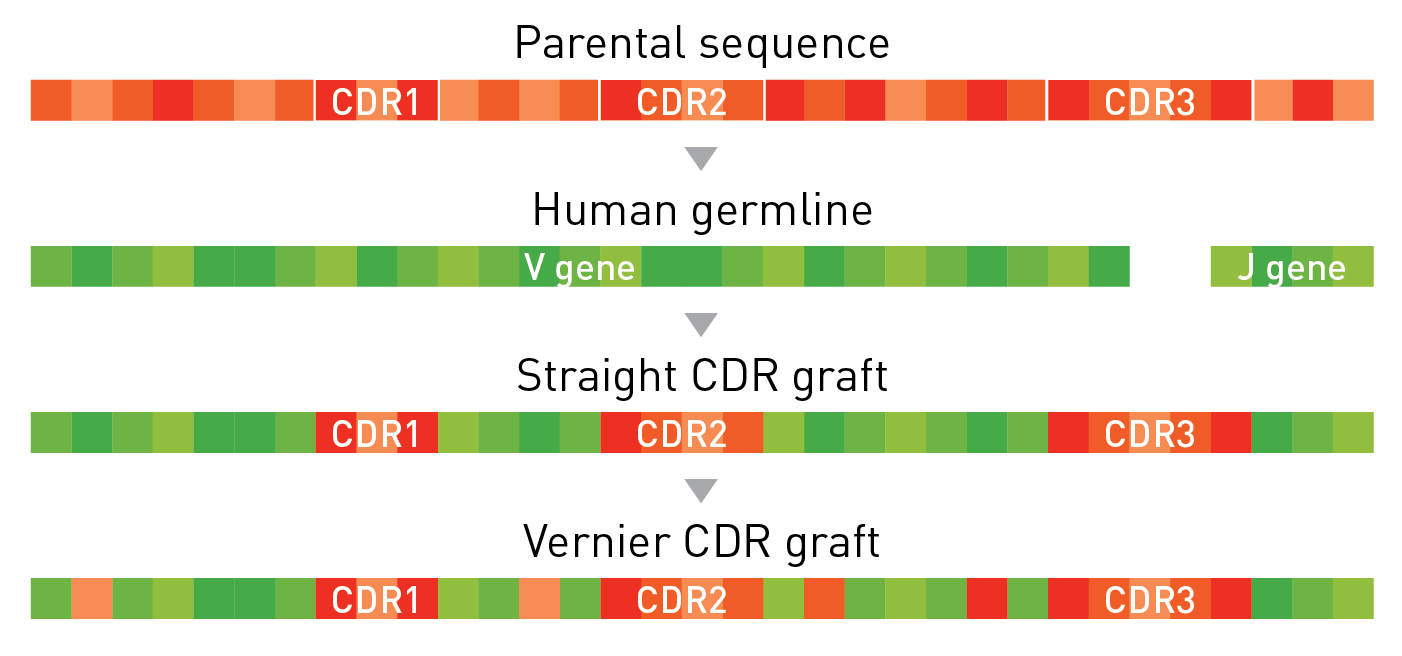 Parental sequence
CDR1 CDR2 CDR3
Human germline
V gene J gene
Straight CDR graft
CDR1 CDR2 CDR3
Vernier CDR graft
CDR1 CDR2 CDR3